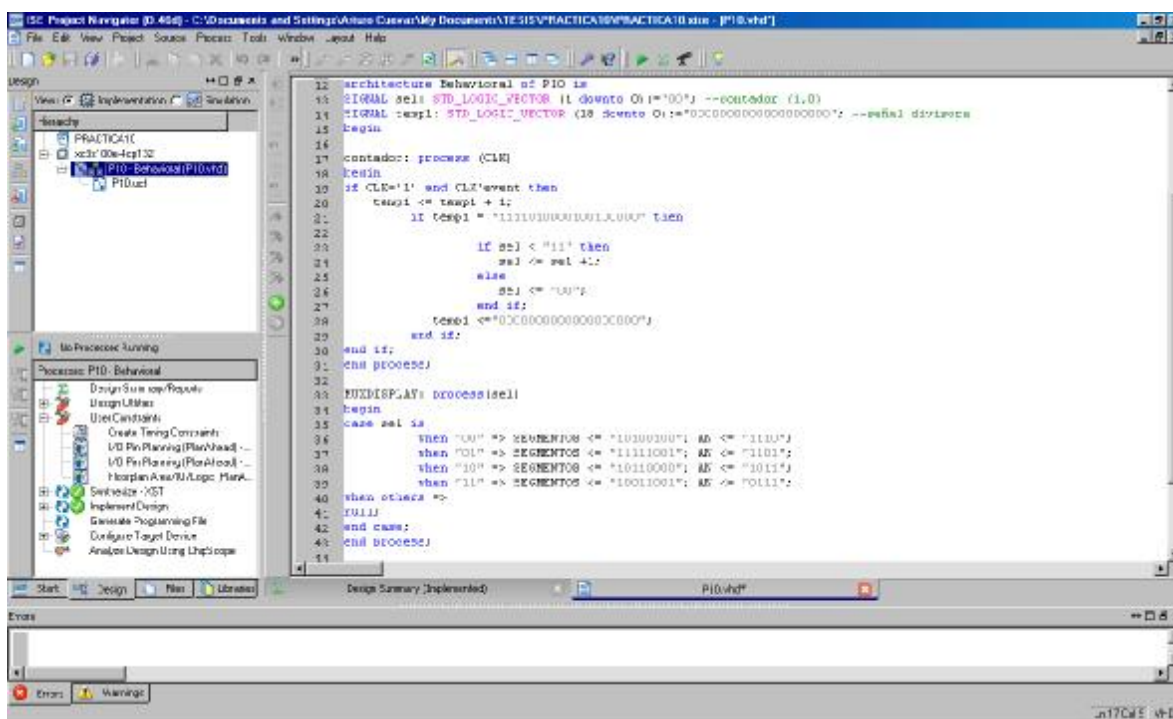 ISE Project Navigator (O.40d) - C:\Documents and Settings\Arturo Cuevas\My Documents\TESIS\PRACTICA10\PRACTICA10.xise - [P10.vhd*]
File Edit View Project Source Process Tools Window Layout Help
Design
View: Implementation Simulation
Hierarchy
PRACTICA10
P10 - Behavioral (P10.vhd)
P10.ucf
No Processes Running
Processes: P10 - Behavioral
Design Summary/Reports
Design Utilities
User Constraints
Create Timing Constraints
I/O Pin Planning (PlanAhead) - ...
I/O Pin Planning (PlanAhead) - ...
Floorplan Area/IO/Logic (PlanA...
Synthesize - XST
Implement Design
Generate Programming File
Configure Target Device
Analyze Design Using ChipScope
Start Design Files Libraries
12 architecture Behavioral of P10 is
13 SIGNAL sel: STD_LOGIC_VECTOR (1 downto 0):="00"; --contador (1,0)
14 SIGNAL temp1: STD_LOGIC_VECTOR (18 downto 0):= --señal divisora
15 begin
16
17 contador: process (CLK)
18 begin
19 if CLK='1' and CLK'event then
20 temp1 <= temp1 + 1;
21 if temp1 = then
22
23 if sel < "11" then
24 sel <= sel +1;
25 else
26 sel <= "00";
27 end if;
28 temp1 <=
29 end if;
30 end if;
31 end process;
32
33 MUXDISPLAY: process(sel)
34 begin
35 case sel is
36 when "00" => SEGMENTOS <= "10100100"; AN <= "1110";
37 when "01" => SEGMENTOS <= "11111001"; AN <= "1101";
38 when "10" => SEGMENTOS <= "10110000"; AN <= "1011";
39 when "11" => SEGMENTOS <= "10011001"; AN <= "0111";
40 when others =>
41 null;
42 end case;
43 end process;
44
Design Summary (Implemented)
P10.vhd*
Errors
Errors Warnings
Ln 17 Col 5